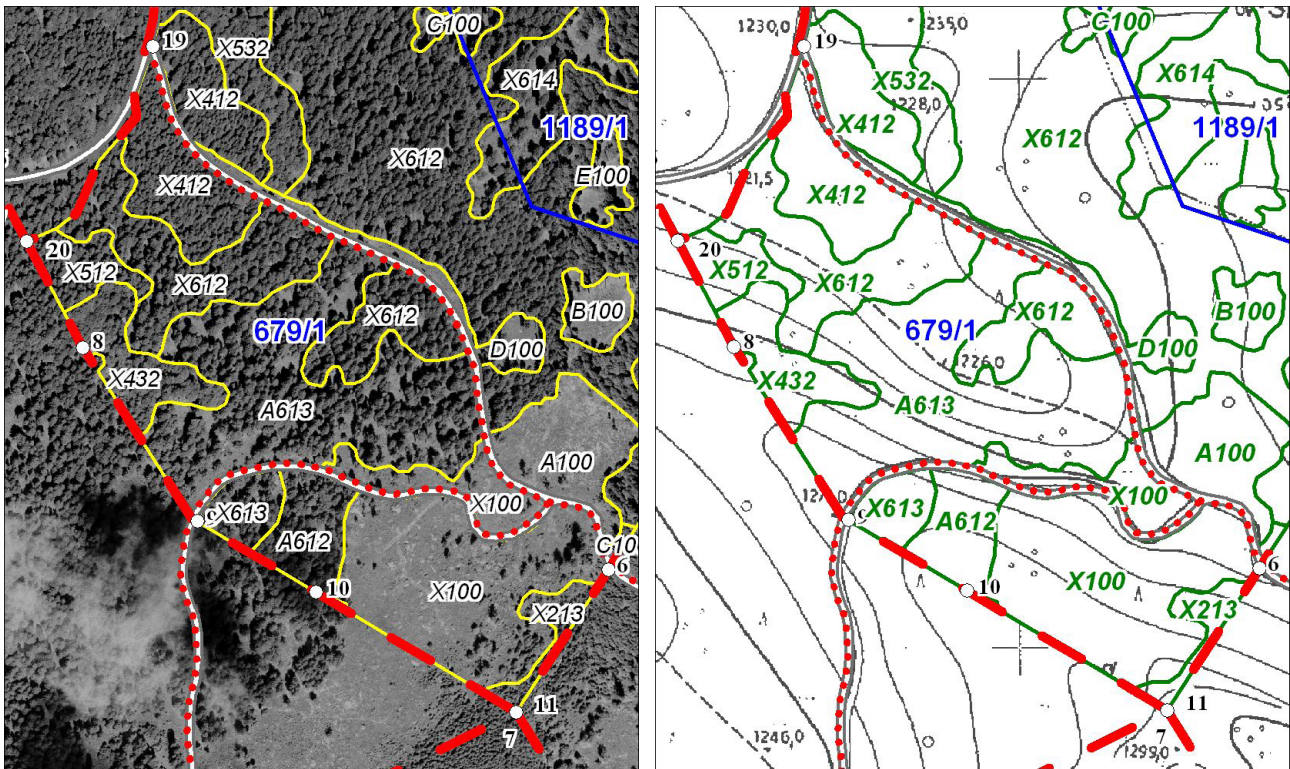 C100
19
X532
X614
X412
1189/1
X612
E100
X412
20
X512
X612
B100
679/1
X612
8
D100
X432
A613
A100
X100
9
X613
A612
C10
6
10
X100
X213
11
7
1230,0
1235,0
C100
19
X532
X614
1228,0
X412
X612
1189/1
X412
20
X512
X612
B100
679/1
X612
8
D100
1226,0
X432
A613
A100
X100
X613
A612
6
10
X100
X213
11
7
1246,0
1299,0